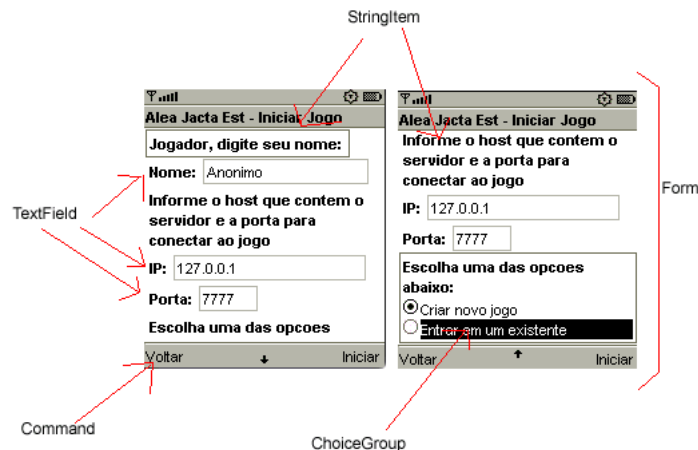 StringItem
Alea Jacta Est - Iniciar Jogo
Jogador, digite seu nome:
Nome: Anonimo
Informe o host que contem o
servidor e a porta para
conectar ao jogo
IP: 127.0.0.1
Porta: 7777
Escolha uma das opcoes
Voltar Iniciar
Alea Jacta Est - Iniciar Jogo
Informe o host que contem o
servidor e a porta para
conectar ao jogo
IP: 127.0.0.1
Porta: 7777
Escolha uma das opcoes
abaixo:
Criar novo jogo
Entrar em um existente
Voltar Iniciar
Form
TextField
Command
ChoiceGroup